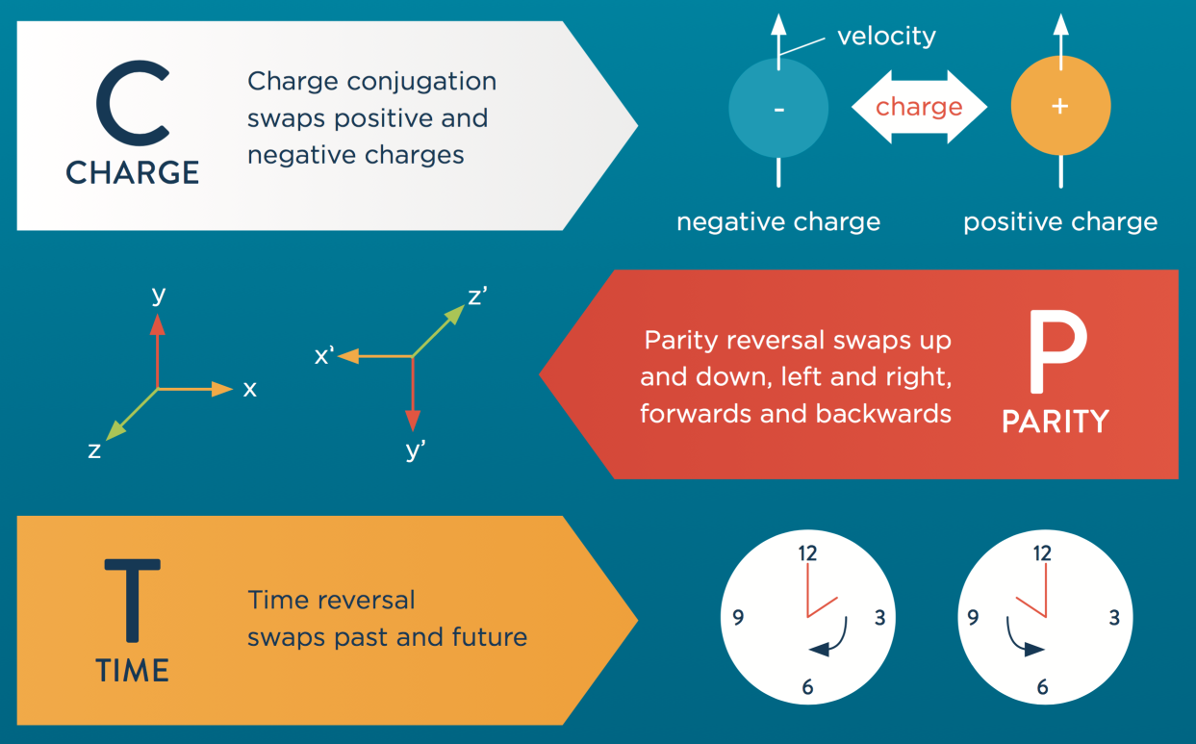 C
CHARGE
Charge conjugation
swaps positive and
negative charges
velocity
-
charge
+
negative charge
positive charge
y
x
z
z’
x’
y’
Parity reversal swaps up
and down, left and right,
forwards and backwards
P
PARITY
T
TIME
Time reversal
swaps past and future
12
9
3
6
12
9
3
6